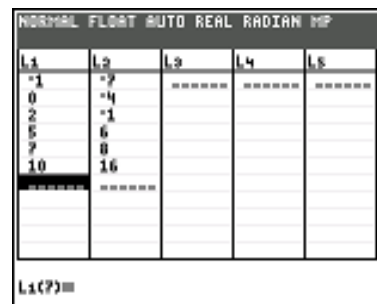 NORMAL FLOAT AUTO REAL RADIAN MP
L1 L2 L3 L4 L5
-1 -7 ------ ------ ------
0 -4
2 -1
5 6
7 8
10 16
------ ------
L1(7)=